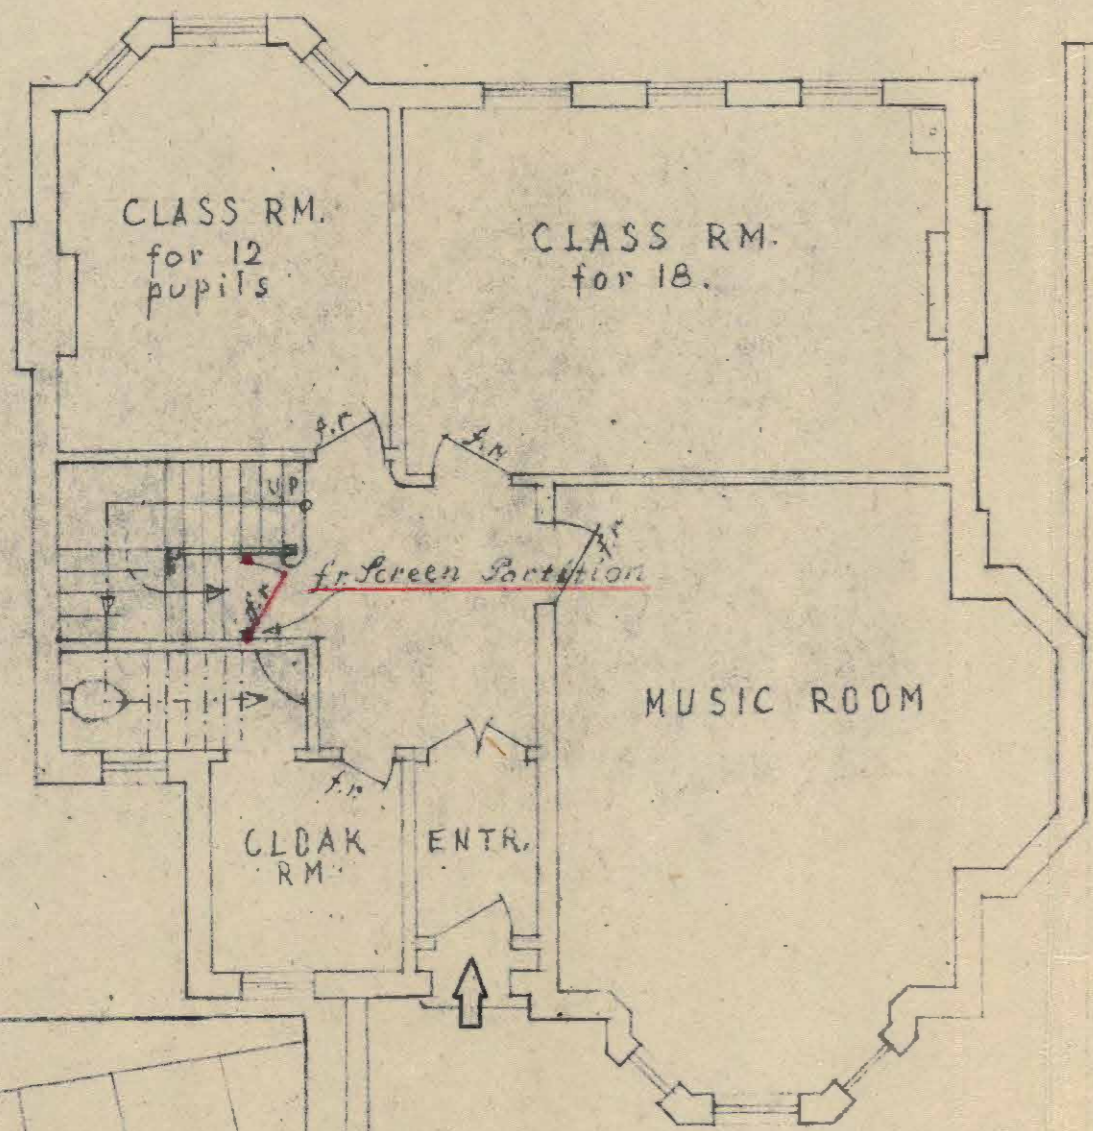 CLASS RM.
for 12
pupils
CLASS RM.
for 18.
f.r
f.r
UP
f.r
f.r Screen Partition
f.r
MUSIC ROOM
f.r.
CLOAK
RM
ENTR.